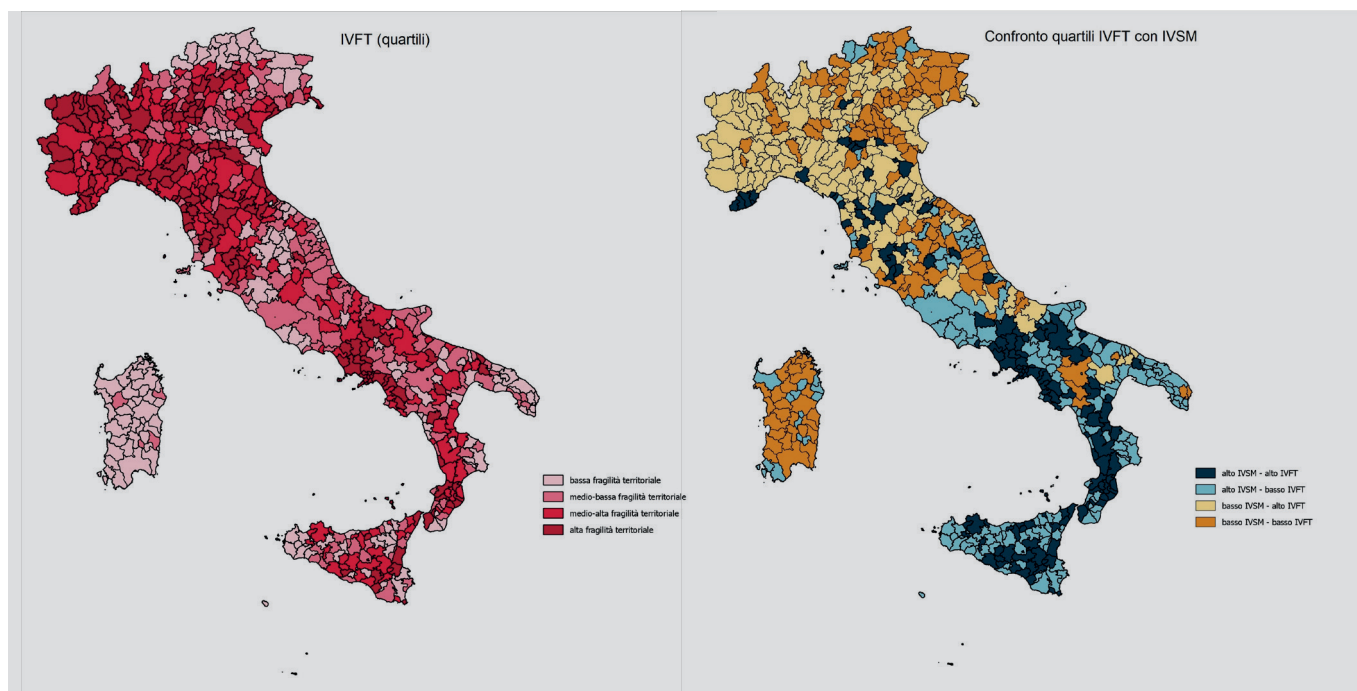 IVFT (quartili)
bassa fragilità territoriale
medio-bassa fragilità territoriale
medio-alta fragilità territoriale
alta fragilità territoriale
Confronto quartili IVFT con IVSM
alto IVSM - alto IVFT
alto IVSM - basso IVFT
basso IVSM - alto IVFT
basso IVSM - basso IVFT